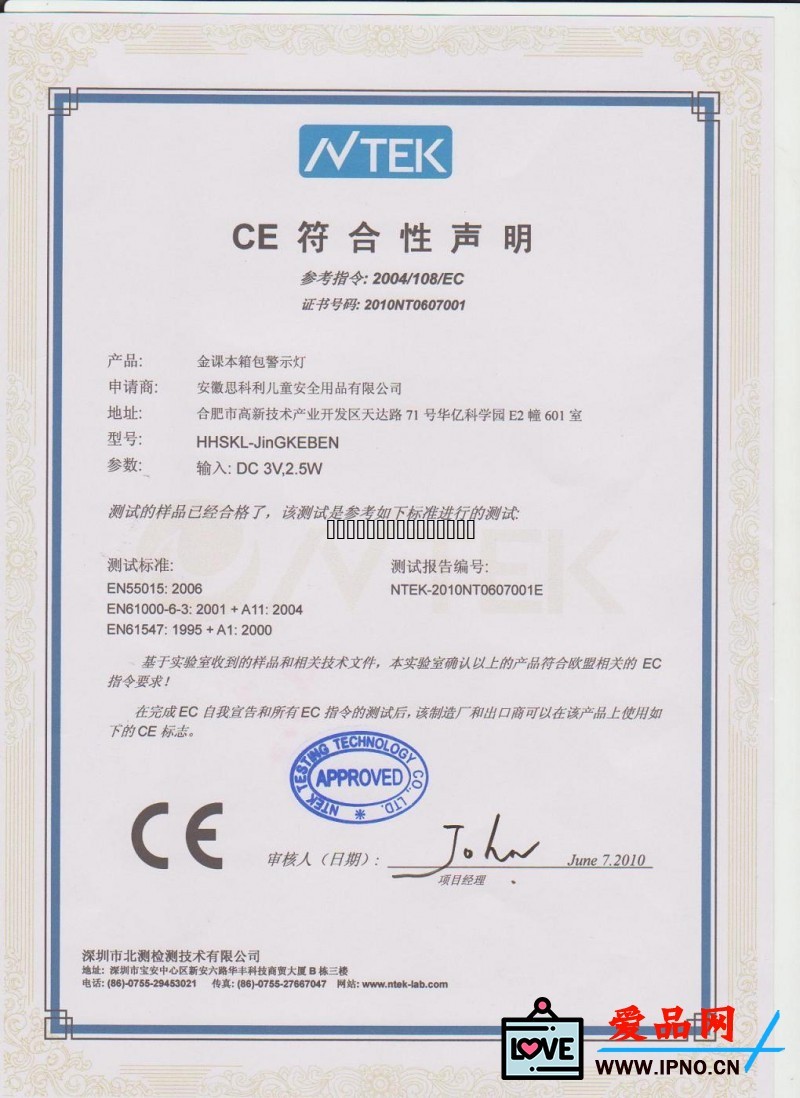 NTEK
CE 符合性声明
参考指令: 2004/108/EC
证书号码: 2010NT0607001
产品: 金课本箱包警示灯
申请商: 安徽思科利儿童安全用品有限公司
地址: 合肥市高新技术产业开发区天达路 71 号华亿科学园 E2 幢 601 室
型号: HHSKL-JinGKEBEN
参数: 输入: DC 3V,2.5W
测试的样品已经合格了，该测试是参考如下标准进行的测试:
测试标准: 测试报告编号:
EN55015: 2006 NTEK-2010NT0607001E
EN61000-6-3: 2001 + A11: 2004
EN61547: 1995 + A1: 2000
基于实验室收到的样品和相关技术文件，本实验室确认以上的产品符合欧盟相关的 EC
指令要求！
在完成 EC 自我宣告和所有 EC 指令的测试后，该制造厂和出口商可以在该产品上使用如
下的 CE 标志。
NTEK TESTING TECHNOLOGY CO., LTD.
APPROVED
CE
审核人（日期）: John June 7.2010
项目经理
深圳市北测检测技术有限公司
地址: 深圳市宝安中心区新安六路华丰科技商贸大厦 B 栋三楼
电话: (86)-0755-29453021 传真: (86)-0755-27667047 网站: www.ntek-lab.com
LOVE
爱品网
WWW.IPNO.CN